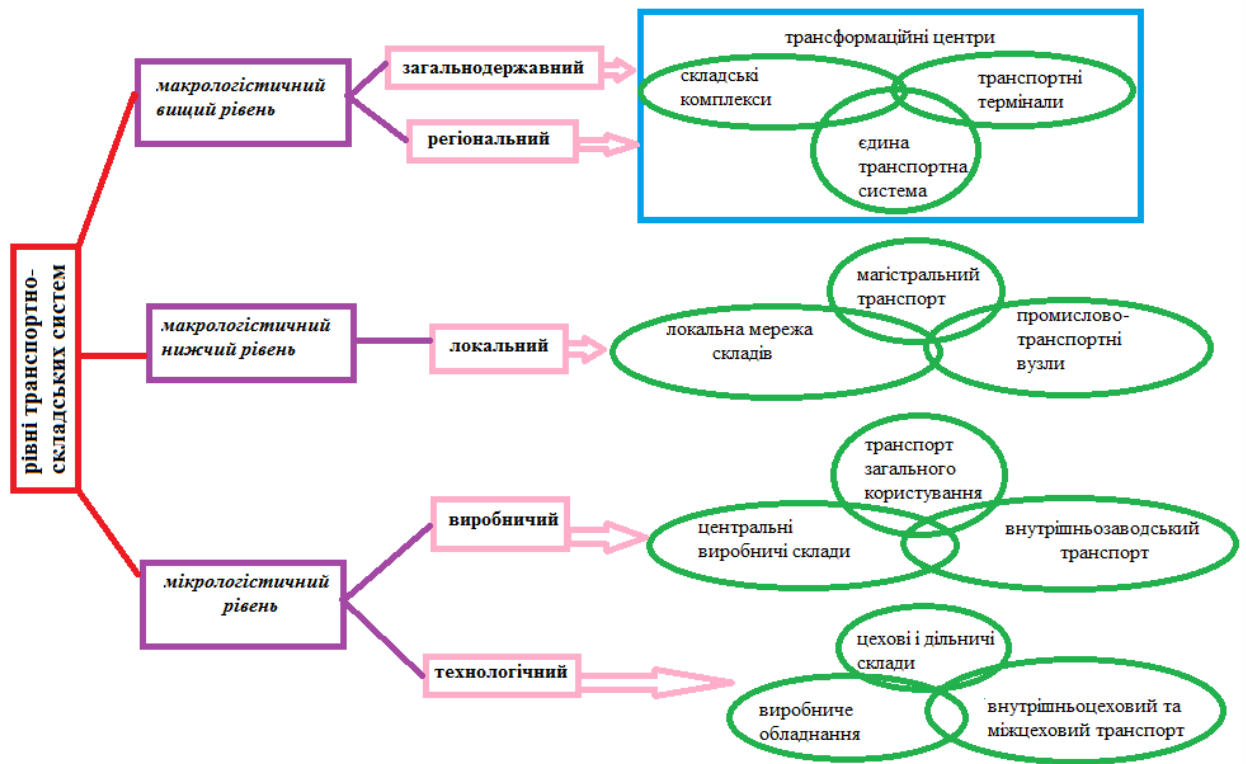 рівні транспортно-
складських систем
макрологістичний
вищий рівень
загальнодержавний
регіональний
трансформаційні центри
складські
комплекси
транспортні
термінали
єдина
транспортна
система
макрологістичний
нижчий рівень
локальний
магістральний
транспорт
локальна мережа
складів
промислово-
транспортні
вузли
мікрологістичний
рівень
виробничий
транспорт
загального
користування
центральні
виробничі склади
внутрішньозаводський
транспорт
технологічний
цехові і дільничі
склади
виробниче
обладнання
внутрішньоцеховий та
міжцеховий транспорт